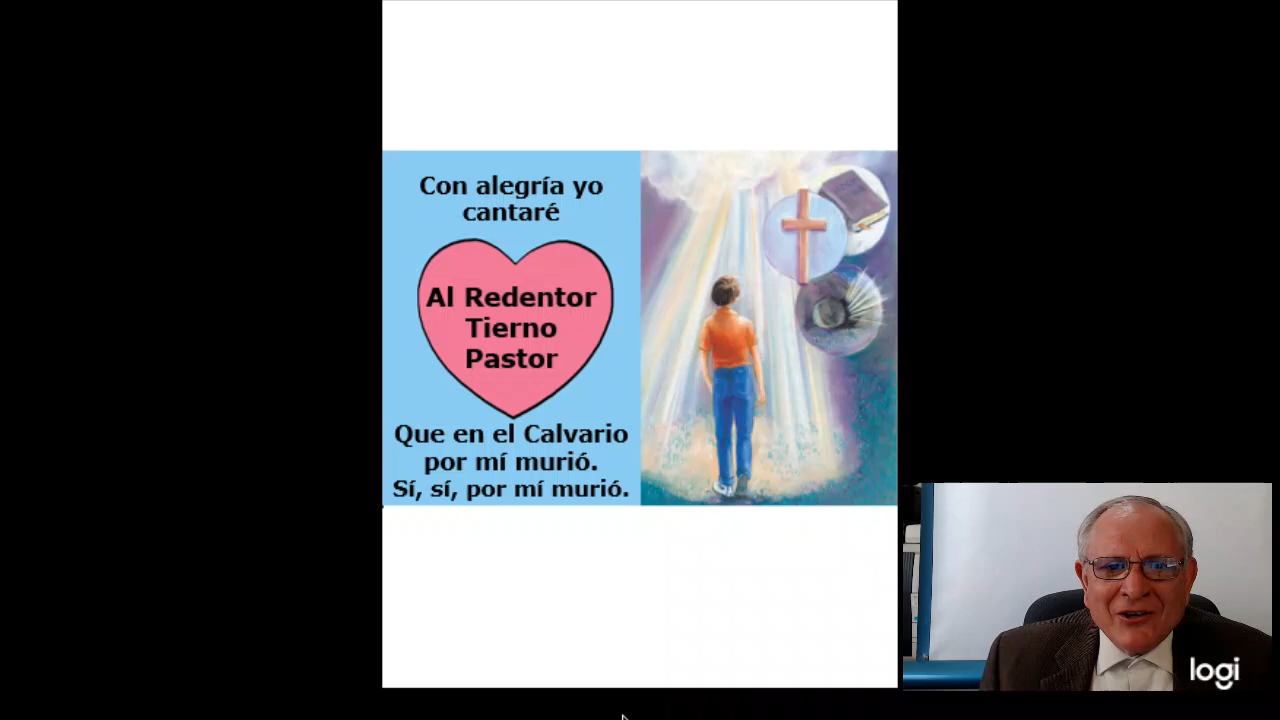 Con alegría yo
cantaré
Al Redentor
Tierno
Pastor
Que en el Calvario
por mí murió.
Sí, sí, por mí murió.
logi